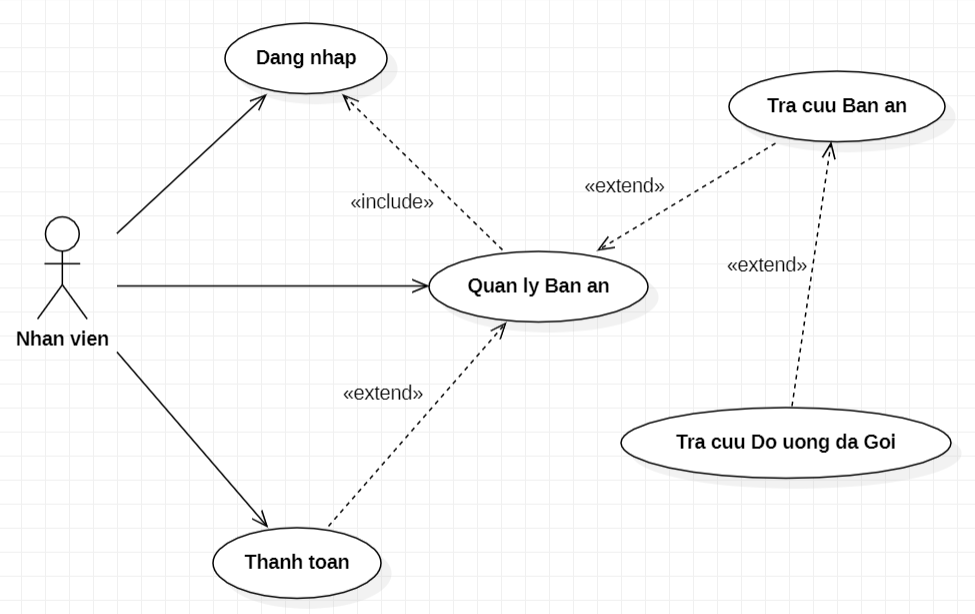 Dang nhap
Tra cuu Ban an
«extend»
«include»
«extend»
Quan ly Ban an
Nhan vien
«extend»
Tra cuu Do uong da Goi
Thanh toan